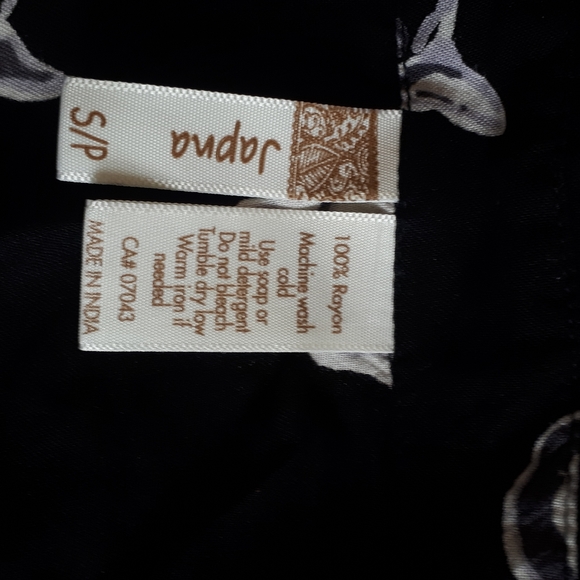 Japna
S/P
100% Rayon
Machine wash
cold
Use soap or
mild detergent
Do not bleach
Tumble dry low
Warm iron if
needed
CA# 07043
MADE IN INDIA